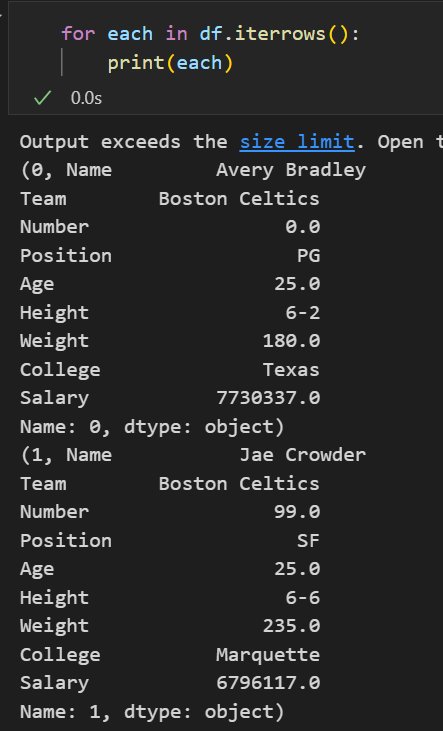 for each in df.iterrows():
print(each)
0.0s
Output exceeds the size limit. Open
(0, Name Avery Bradley
Team Boston Celtics
Number 0.0
Position PG
Age 25.0
Height 6-2
Weight 180.0
College Texas
Salary 7730337.0
Name: 0, dtype: object)
(1, Name Jae Crowder
Team Boston Celtics
Number 99.0
Position SF
Age 25.0
Height 6-6
Weight 235.0
College Marquette
Salary 6796117.0
Name: 1, dtype: object)